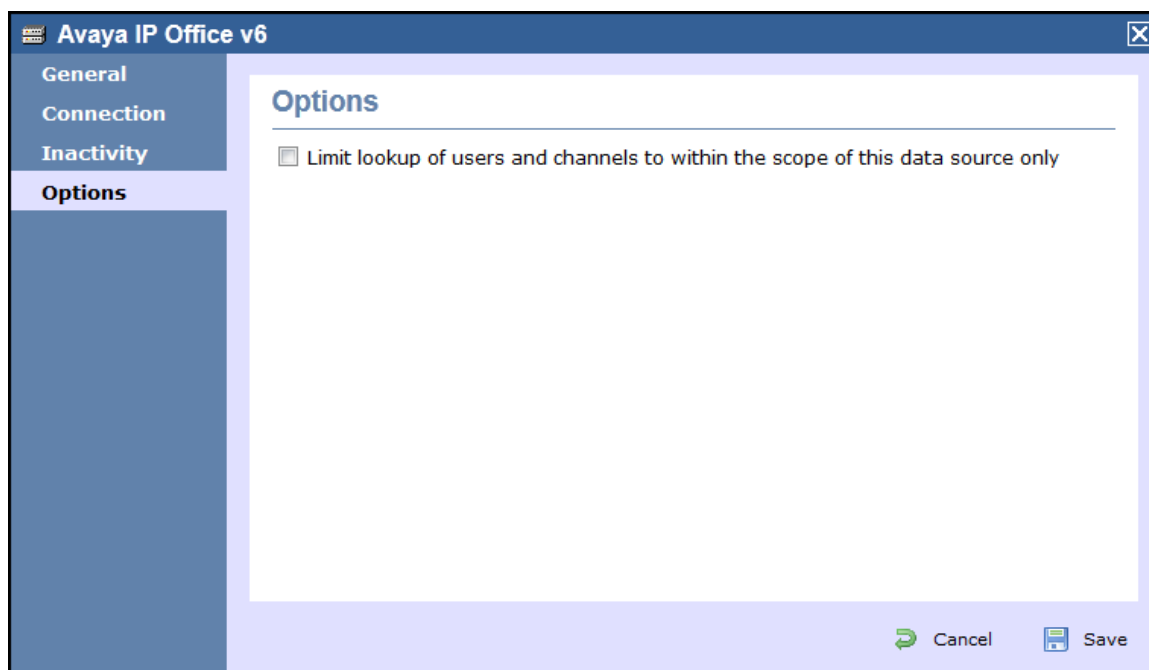 Avaya IP Office v6
General
Connection
Inactivity
Options
Options
Limit lookup of users and channels to within the scope of this data source only
Cancel
Save